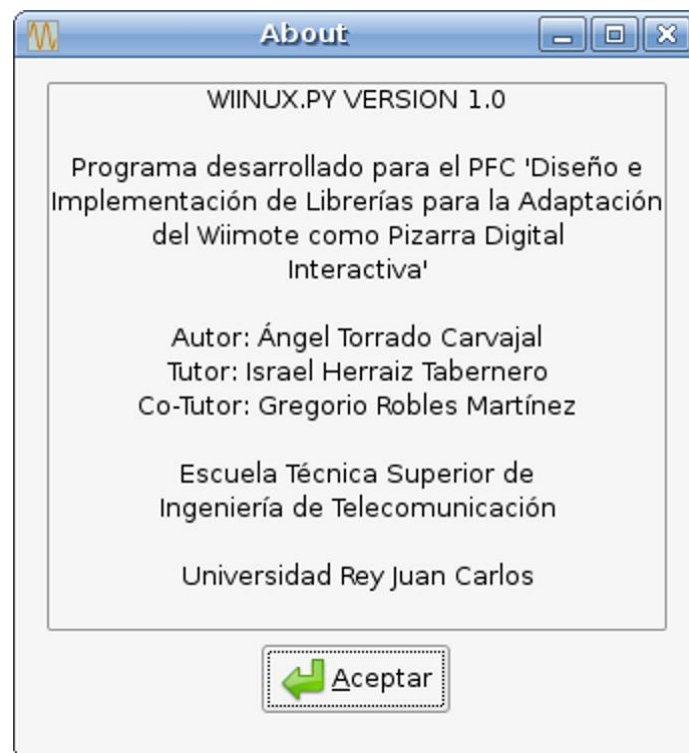 About
WIINUX.PY VERSION 1.0
Programa desarrollado para el PFC 'Diseño e
Implementación de Librerías para la Adaptación
del Wiimote como Pizarra Digital
Interactiva'
Autor: Ángel Torrado Carvajal
Tutor: Israel Herraiz Tabernero
Co-Tutor: Gregorio Robles Martínez
Escuela Técnica Superior de
Ingeniería de Telecomunicación
Universidad Rey Juan Carlos
Aceptar